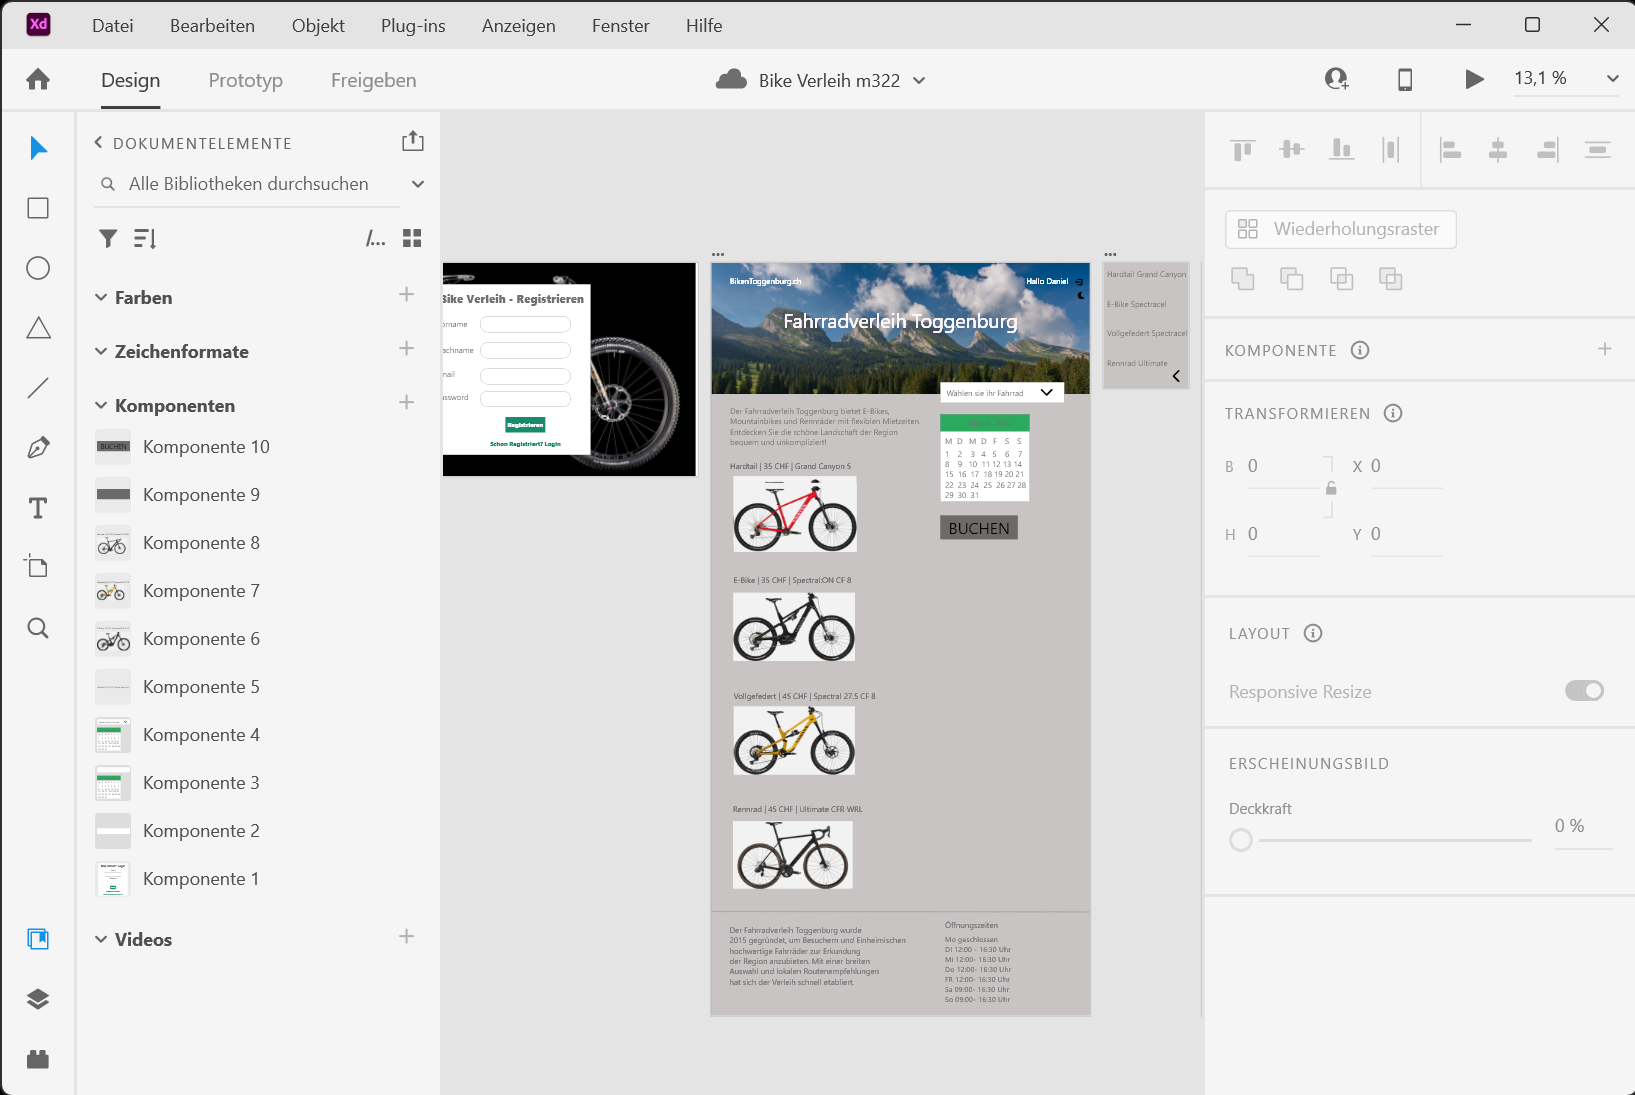 Xd Datei Bearbeiten Objekt Plug-ins Anzeigen Fenster Hilfe
Design Prototyp Freigeben Bike Verleih m322 13,1 %
DOKUMENTELEMENTE
Alle Bibliotheken durchsuchen
/...
Farben
Zeichenformate
Komponenten
BUCHEN Komponente 10
Komponente 9
Komponente 8
Komponente 7
Komponente 6
Komponente 5
Komponente 4
Komponente 3
Komponente 2
Komponente 1
Videos
Bike Verleih - Registrieren
orname
achname
mail
assword
Registrieren
Schon Registriert? Login
BikenToggenburg.ch
Hallo Daniel
Fahrradverleih Toggenburg
Wählen sie ihr Fahrrad
Der Fahrradverleih Toggenburg bietet E-Bikes,
Mountainbikes und Rennräder mit flexiblen Mietzeiten.
Entdecken Sie die schöne Landschaft der Region
bequem und unkompliziert!
M D M D F S S
1 2 3 4 5 6 7
8 9 10 11 12 13 14
15 16 17 18 19 20 21
22 23 24 25 26 27 28
29 30 31
BUCHEN
Hardtail | 35 CHF | Grand Canyon 5
E-Bike | 35 CHF | Spectral:ON CF 8
Vollgefedert | 45 CHF | Spectral 27.5 CF 8
Rennrad | 45 CHF | Ultimate CFR WRL
Der Fahrradverleih Toggenburg wurde
2015 gegründet, um Besuchern und Einheimischen
hochwertige Fahrräder zur Erkundung
der Region anzubieten. Mit einer breiten
Auswahl und lokalen Routenempfehlungen
hat sich der Verleih schnell etabliert.
Öffnungszeiten
Mo geschlossen
DI 12:00 - 16:30 Uhr
Mi 12:00- 16:30 Uhr
Do 12:00- 16:30 Uhr
FR 12:00- 16:30 Uhr
Sa 09:00- 16:30 Uhr
So 09:00- 16:30 Uhr
Hardtail Grand Canyon
E-Bike Spectracel
Vollgefedert Spectracel
Rennrad Ultimate
Wiederholungsraster
KOMPONENTE
TRANSFORMIEREN
B 0 X 0
H 0 Y 0
LAYOUT
Responsive Resize
ERSCHEINUNGSBILD
Deckkraft
0 %